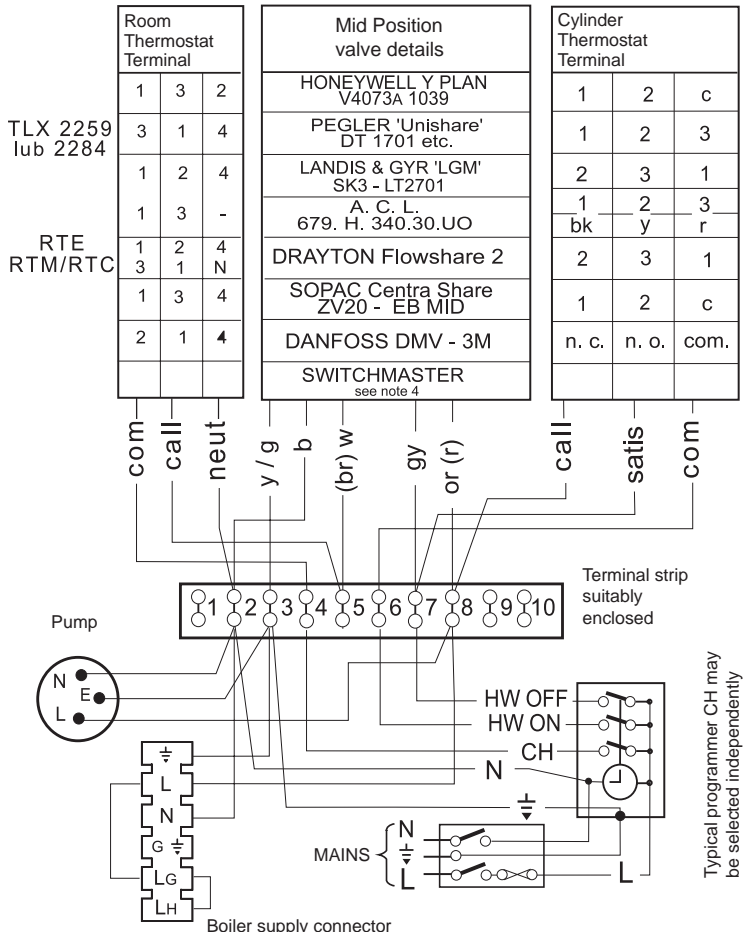 Room
Thermostat
Terminal
1 3 2
TLX 2259 3 1 4
lub 2284
1 2 4
1 3 -
RTE 1 2 4
RTM/RTC 3 1 N
1 3 4
2 1 4
Mid Position
valve details
HONEYWELL Y PLAN
V4073A 1039
PEGLER 'Unishare'
DT 1701 etc.
LANDIS & GYR 'LGM'
SK3 - LT2701
A. C. L.
679. H. 340.30.UO
DRAYTON Flowshare 2
SOPAC Centra Share
ZV20 - EB MID
DANFOSS DMV - 3M
SWITCHMASTER
see note 4
Cylinder
Thermostat
Terminal
1 2 c
1 2 3
2 3 1
1 2 3
bk y r
2 3 1
1 2 c
n. c. n. o. com.
com
call
neut
y / g
b
(br) w
gy
or (r)
call
satis
com
1 2 3 4 5 6 7 8 9 10
Terminal strip
suitably
enclosed
Pump
N
E
L
HW OFF
HW ON
CH
N
Typical programmer CH may
be selected independently
L
N
G
LG
LH
MAINS
N
L
L
Boiler supply connector